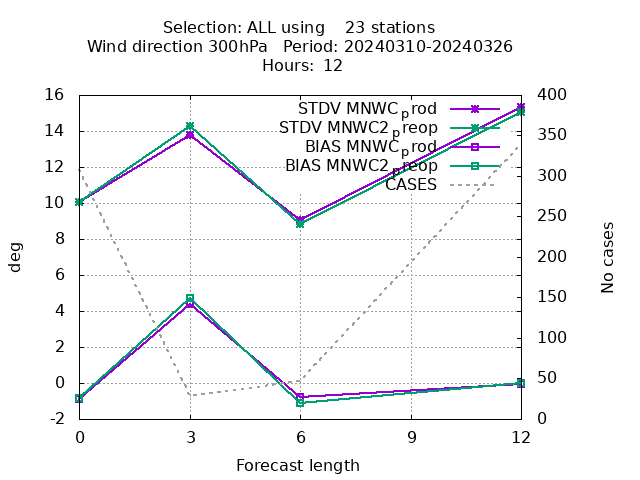 Selection: ALL using    23 stations
Wind direction 300hPa   Period: 20240310-20240326
Hours: 12
STDV MNWC_prod
STDV MNWC2_preop
BIAS MNWC_prod
BIAS MNWC2_preop
CASES
16
14
12
10
8
6
4
2
0
-2
400
350
300
250
200
150
100
50
0
deg
No cases
0 3 6 9 12
Forecast length